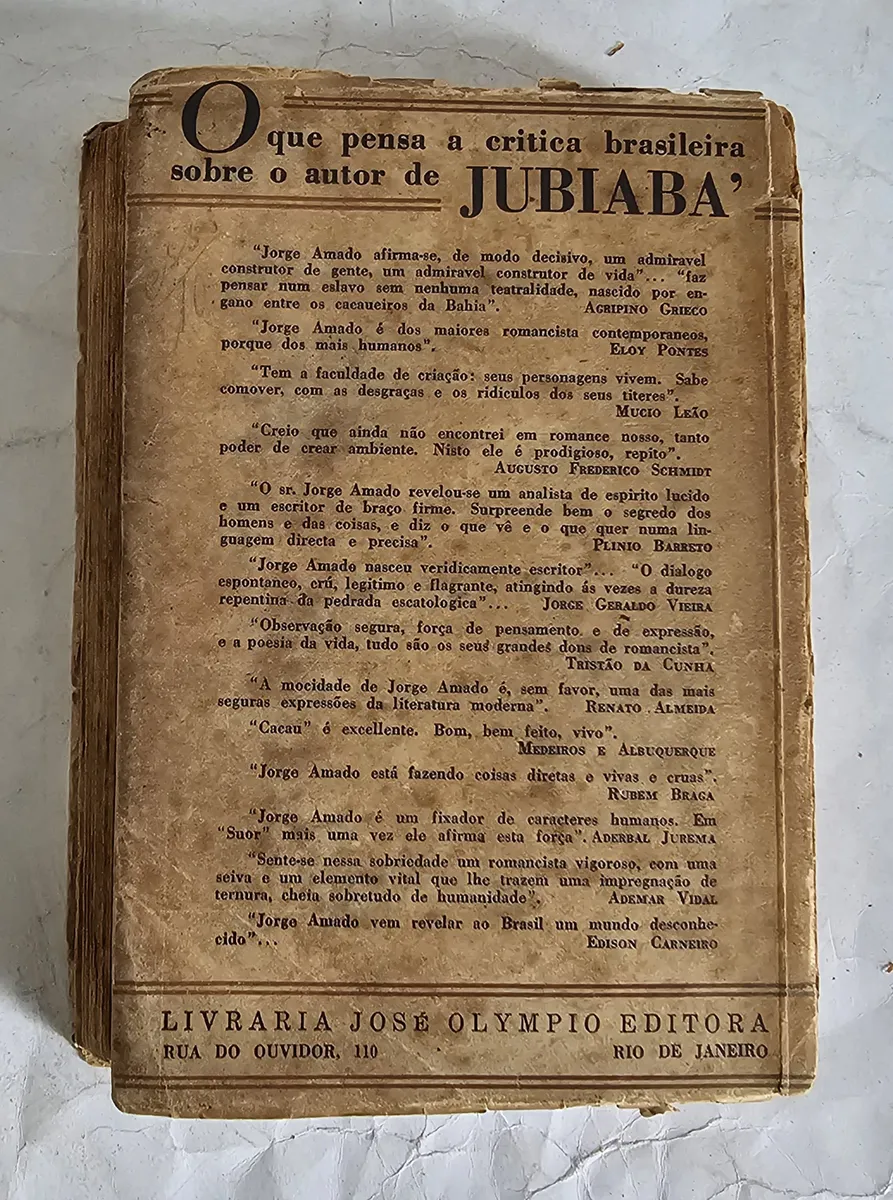 O que pensa a critica brasileira
sobre o autor de JUBIABA'
"Jorge Amado afirma-se, de modo decisivo, um admiravel
construtor de gente, um admiravel construtor de vida"... "faz
pensar num eslavo sem nenhuma teatralidade, nascido por en-
gano entre os cacaueiros da Bahia". AGRIPINO GRIECO
"Jorge Amado é dos maiores romancista contemporaneos,
porque dos mais humanos". ELOY PONTES
"Tem a faculdade de criação: seus personagens vivem. Sabe
comover, com as desgraças e os ridiculos dos seus titeres".
MUCIO LEÃO
"Creio que ainda não encontrei em romance nosso, tanto
poder de crear ambiente. Nisto ele é prodigioso, repito".
AUGUSTO FREDERICO SCHMIDT
"O sr. Jorge Amado revelou-se um analista de espirito lucido
e um escritor de braço firme. Surpreende bem o segredo dos
homens e das coisas, e diz o que vê e o que quer numa lin-
guagem directa e precisa". PLINIO BARRETO
"Jorge Amado nasceu veridicamente escritor"... "O dialogo
espontaneo, crú, legitimo e flagrante, atingindo ás vezes a dureza
repentina da pedrada escatologica"... JORGE GERALDO VIEIRA
"Observação segura, força de pensamento e de expressão,
e a poesia da vida, tudo são os seus grandes dons de romancista".
TRISTÃO DA CUNHA
"A mocidade de Jorge Amado é, sem favor, uma das mais
seguras expressões da literatura moderna". RENATO ALMEIDA
"Cacau" é excellente. Bom, bem feito, vivo".
MEDEIROS E ALBUQUERQUE
"Jorge Amado está fazendo coisas diretas e vivas e cruas".
RUBEM BRAGA
"Jorge Amado é um fixador de caracteres humanos. Em
"Suor" mais uma vez ele afirma esta força". ADERBAL JUREMA
"Sente-se nessa sobriedade um romancista vigoroso, com uma
seiva e um elemento vital que lhe trazem uma impregnação de
ternura, cheia sobretudo de humanidade". ADEMAR VIDAL
"Jorge Amado vem revelar ao Brasil um mundo desconhe-
cido"... EDISON CARNEIRO
LIVRARIA JOSÉ OLYMPIO EDITORA
RUA DO OUVIDOR, 110 RIO DE JANEIRO